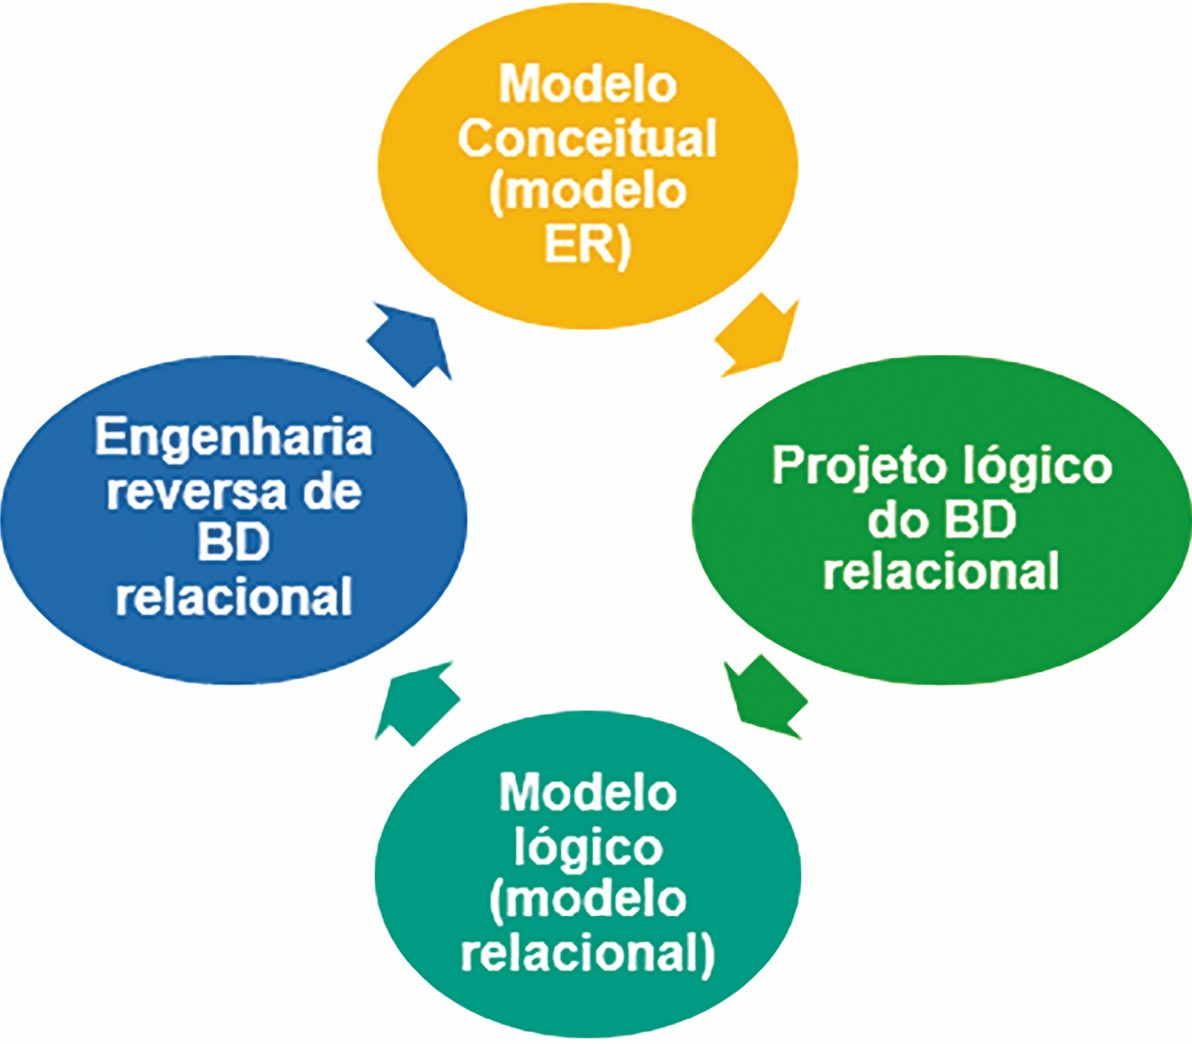 Modelo
Conceitual
(modelo
ER)
Engenharia
reversa de
BD
relacional
Projeto lógico
do BD
relacional
Modelo
lógico
(modelo
relacional)